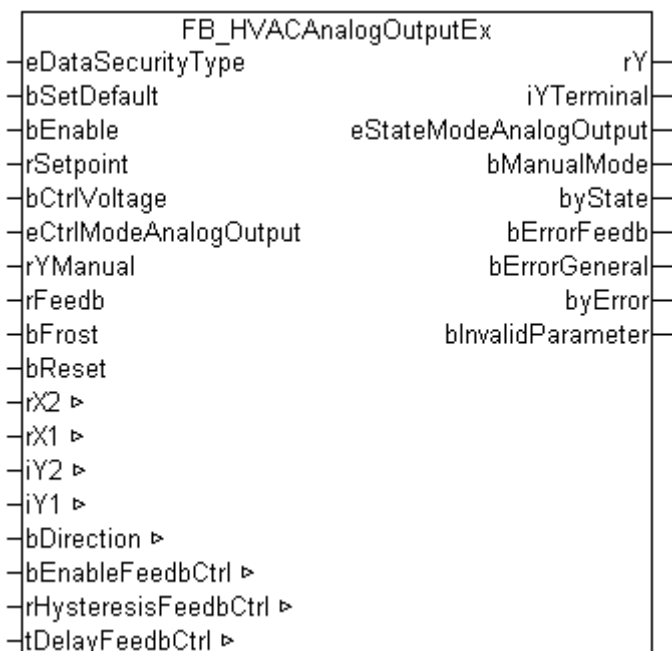 FB_HVACAnalogOutputEx
eDataSecurityType rY
bSetDefault iYTerminal
bEnable eStateModeAnalogOutput
rSetpoint bManualMode
bCtrlVoltage byState
eCtrlModeAnalogOutput bErrorFeedb
rYManual bErrorGeneral
rFeedb byError
bFrost bInvalidParameter
bReset
rX2 ▹
rX1 ▹
iY2 ▹
iY1 ▹
bDirection ▹
bEnableFeedbCtrl ▹
rHysteresisFeedbCtrl ▹
tDelayFeedbCtrl ▹